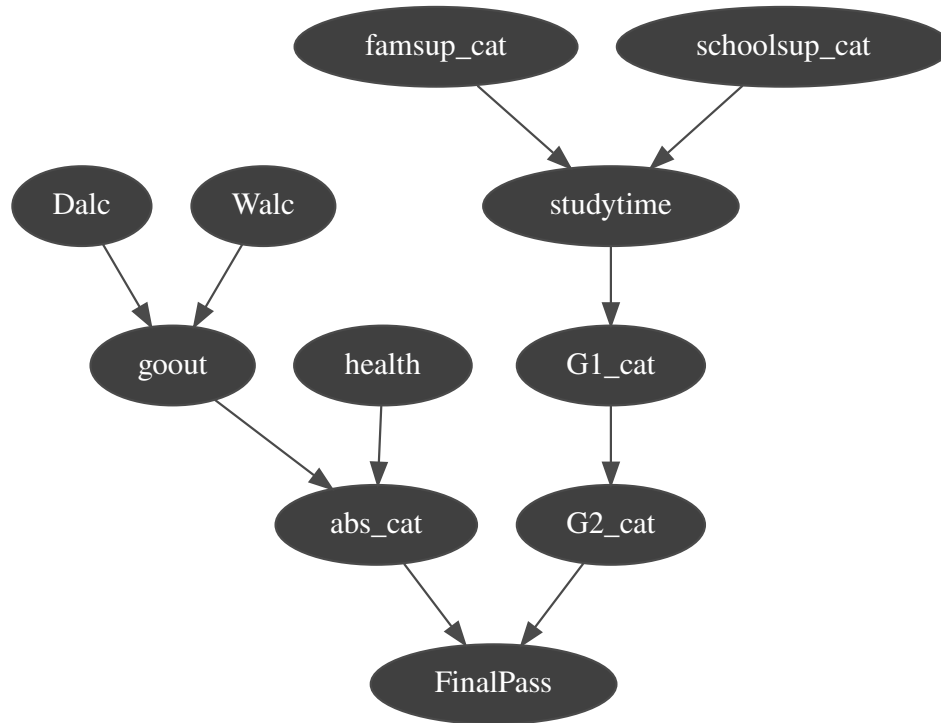 famsup_cat
schoolsup_cat
Dalc
Walc
studytime
goout
health
G1_cat
abs_cat
G2_cat
FinalPass